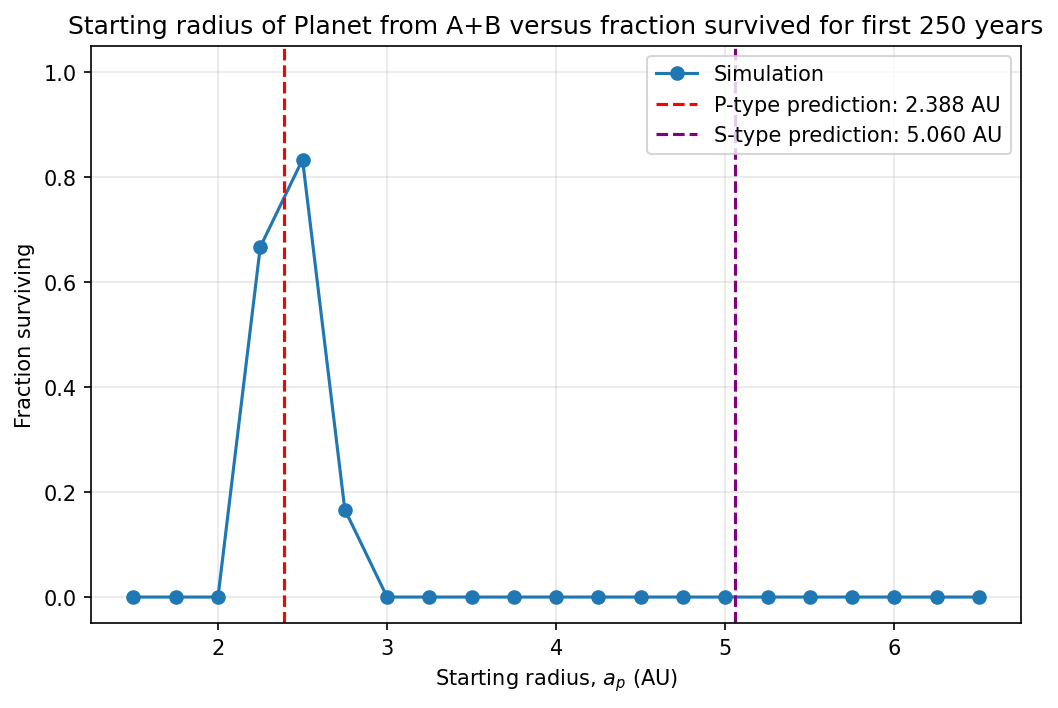 Starting radius of Planet from A+B versus fraction survived for first 250 years
Simulation
P-type prediction: 2.388 AU
S-type prediction: 5.060 AU
Fraction surviving
1.0
0.8
0.6
0.4
0.2
0.0
2 3 4 5 6
Starting radius, aₚ (AU)